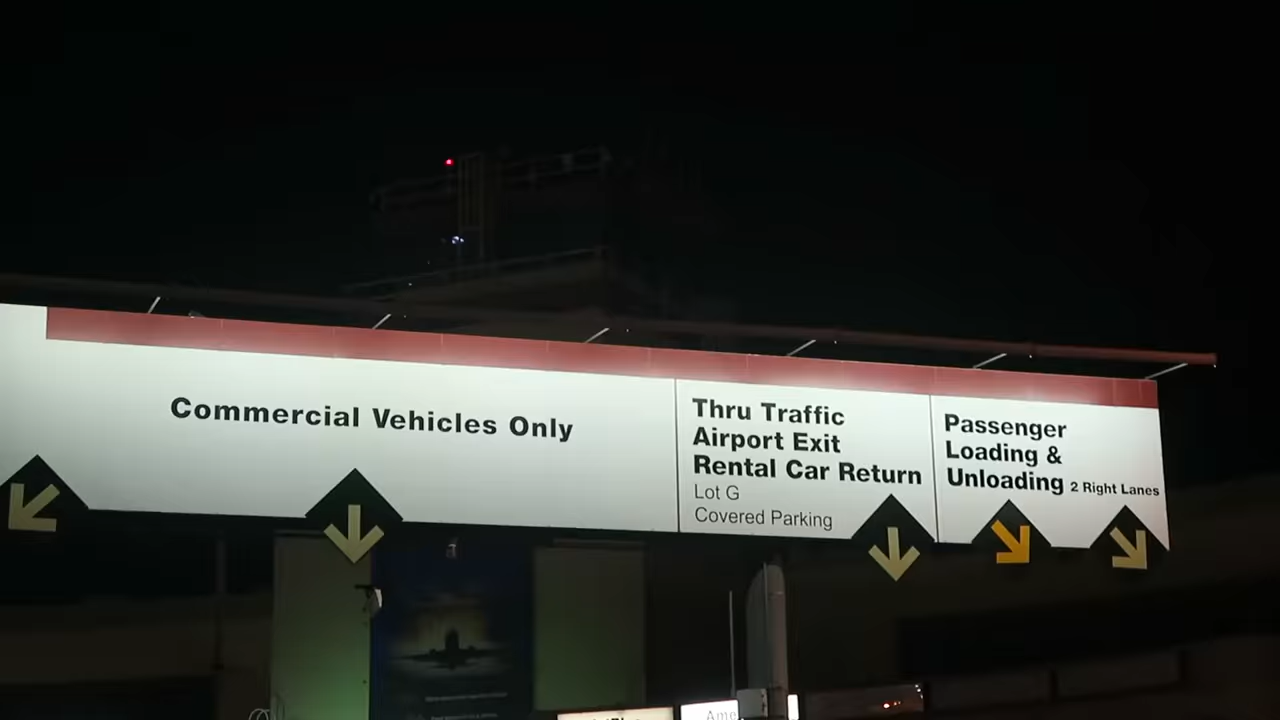 Commercial Vehicles Only
Thru Traffic
Airport Exit
Rental Car Return
Lot G
Covered Parking
Passenger
Loading &
Unloading 2 Right Lanes